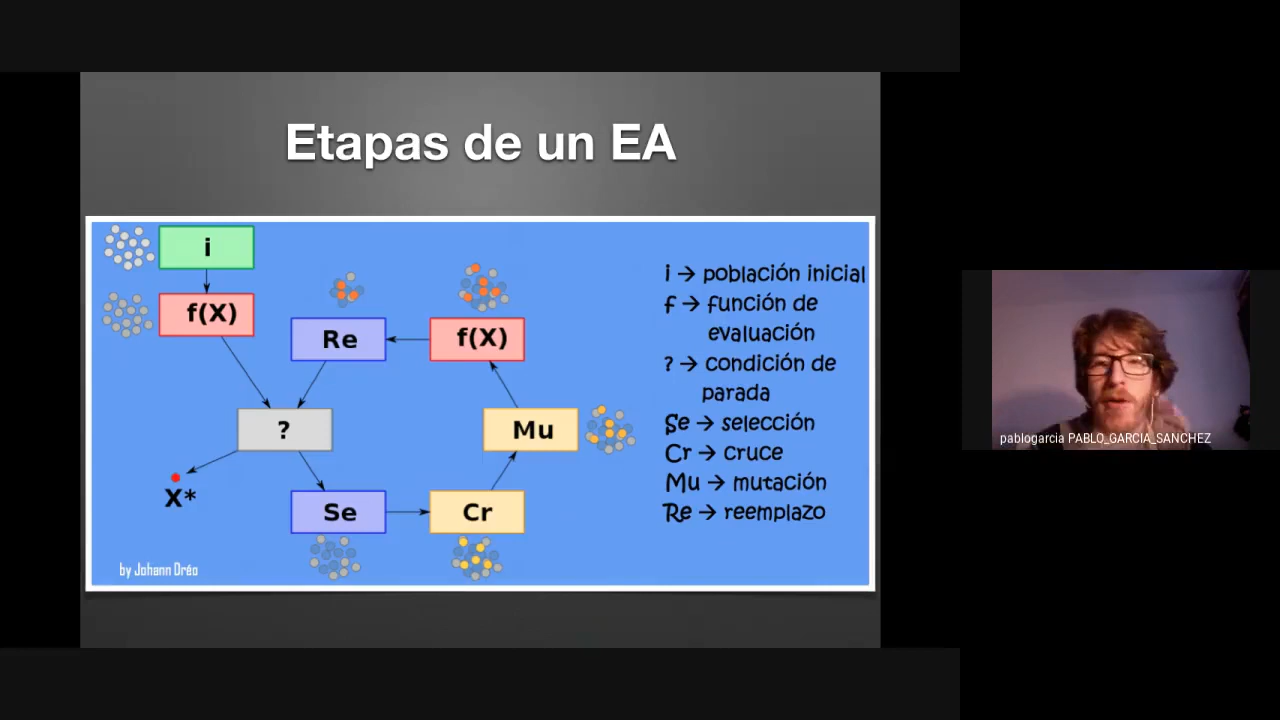 Etapas de un EA
i
f(X)
Re
f(X)
?
Mu
X*
Se
Cr
i → población inicial
f → función de
evaluación
? → condición de
parada
Se → selección
Cr → cruce
Mu → mutación
Re → reemplazo
by Johann Dréo
pablogarcia PABLO_GARCIA_SANCHEZ